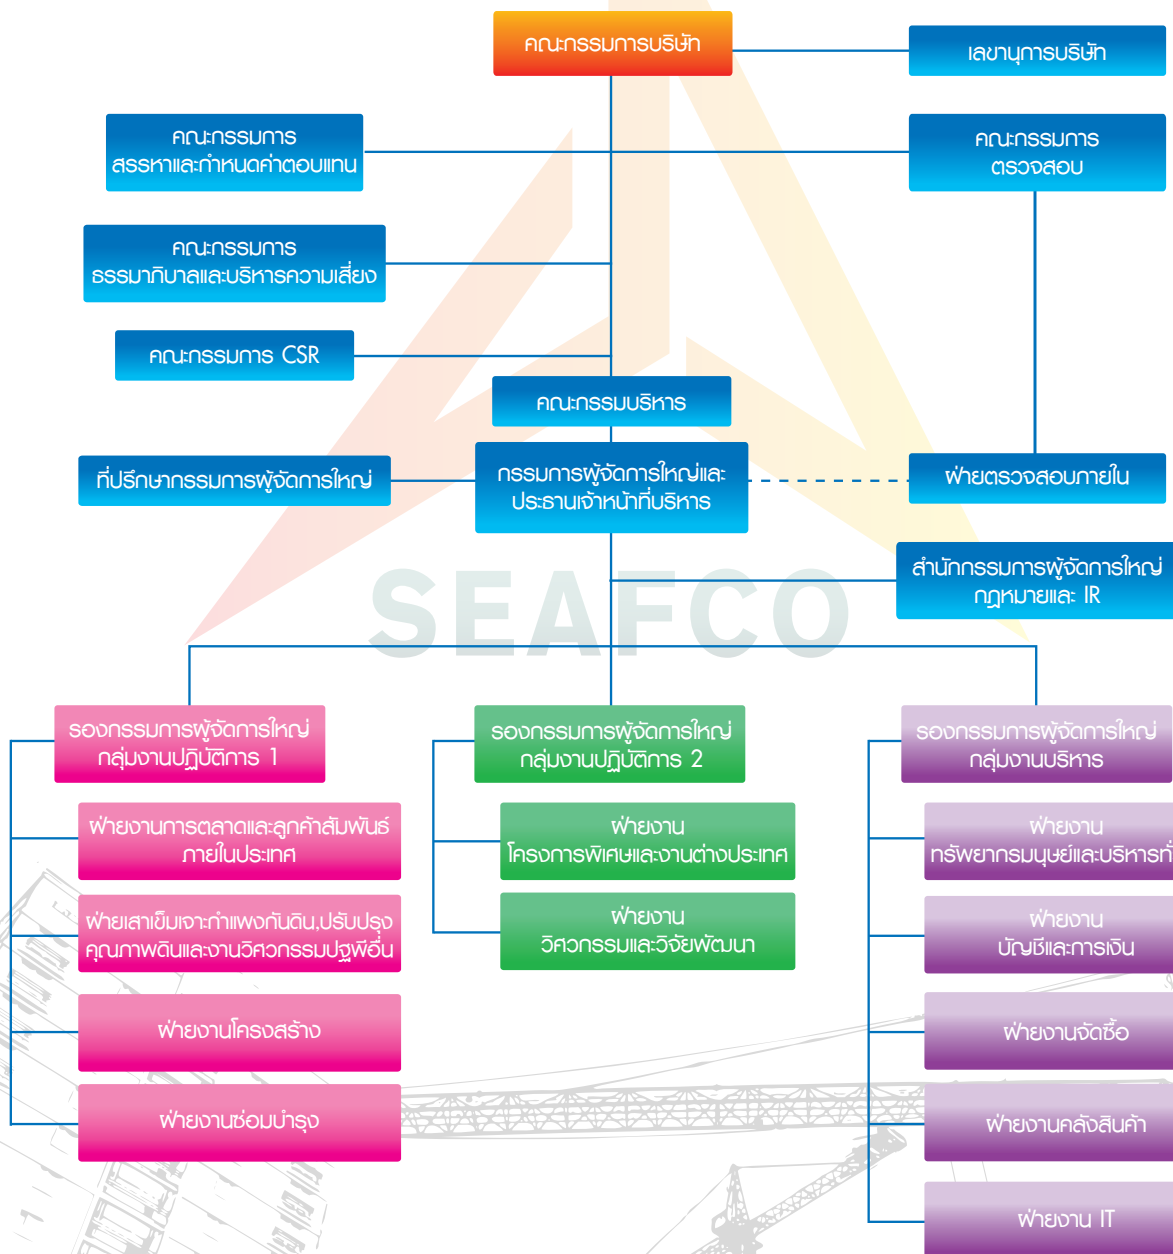 คณะกรรมการบริษัท
เลขานุการบริษัท
คณะกรรมการ
สรรหาและกำหนดค่าตอบแทน
คณะกรรมการ
ตรวจสอบ
คณะกรรมการ
ธรรมาภิบาลและบริหารความเสี่ยง
คณะกรรมการ CSR
คณะกรรมบริหาร
ที่ปรึกษากรรมการผู้จัดการใหญ่
กรรมการผู้จัดการใหญ่และ
ประธานเจ้าหน้าที่บริหาร
ฝ่ายตรวจสอบภายใน
สำนักกรรมการผู้จัดการใหญ่
กฎหมายและ IR
SEAFCO
รองกรรมการผู้จัดการใหญ่
กลุ่มงานปฏิบัติการ 1
รองกรรมการผู้จัดการใหญ่
กลุ่มงานปฏิบัติการ 2
รองกรรมการผู้จัดการใหญ่
กลุ่มงานบริหาร
ฝ่ายงานการตลาดและลูกค้าสัมพันธ์
ภายในประเทศ
ฝ่ายงาน
โครงการพิเศษและงานต่างประเทศ
ฝ่ายงาน
ทรัพยากรมนุษย์และบริหารทั
ฝ่ายเสาเข็มเจาะกำแพงกันดิน,ปรับปรุง
คุณภาพดินและงานวิศวกรรมปฐพีอื่น
ฝ่ายงาน
วิศวกรรมและวิจัยพัฒนา
ฝ่ายงาน
บัญชีและการเงิน
ฝ่ายงานโครงสร้าง
ฝ่ายงานจัดซื้อ
ฝ่ายงานซ่อมบำรุง
ฝ่ายงานคลังสินค้า
ฝ่ายงาน IT